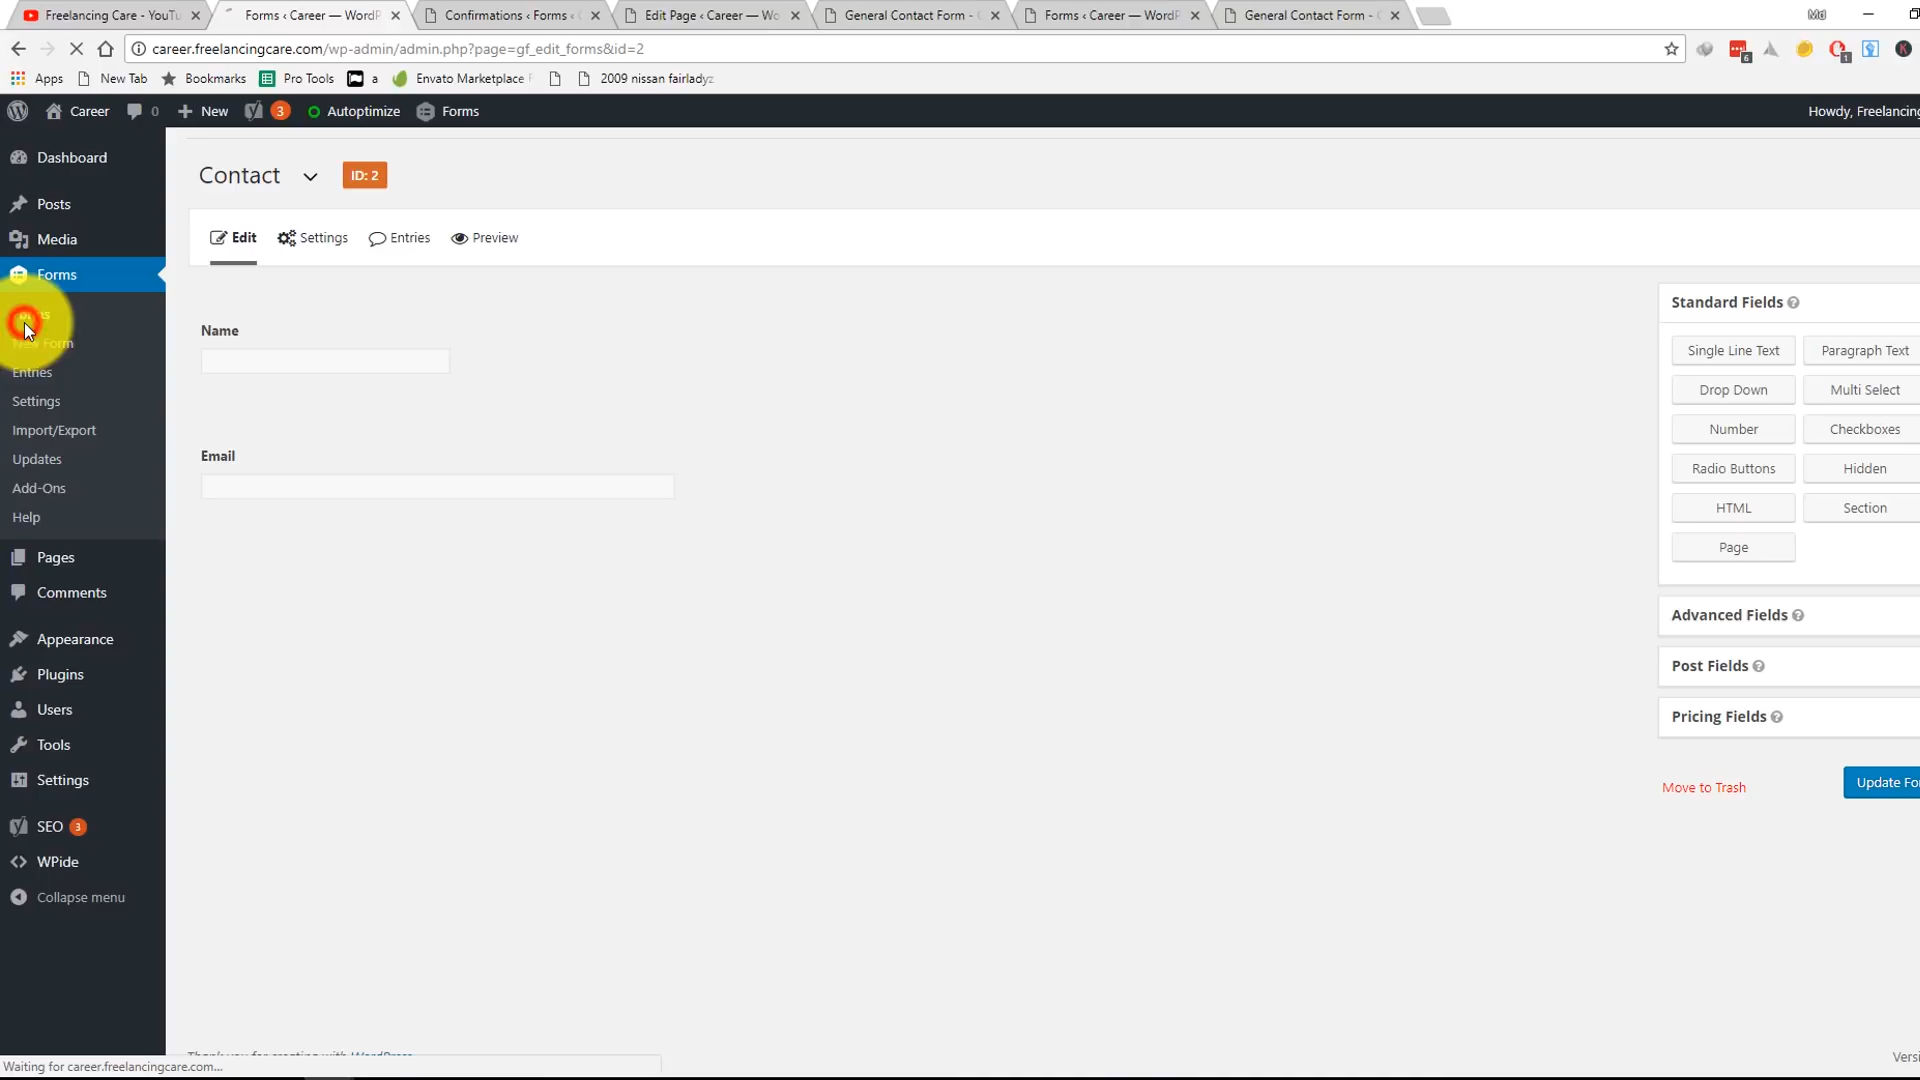 Freelancing Care - YouTu
Forms ‹ Career — WordP
Confirmations ‹ Forms ‹ C
Edit Page ‹ Career — Wo
General Contact Form - C
Forms ‹ Career — WordP
General Contact Form - C
Md
career.freelancingcare.com/wp-admin/admin.php?page=gf_edit_forms&id=2
6
1
K
Apps
New Tab
Bookmarks
Pro Tools
a
Envato Marketplace
2009 nissan fairladyz
Career
0
New
3
Autoptimize
Forms
Howdy, Freelancing
Dashboard
Contact
ID: 2
Posts
Media
Edit
Settings
Entries
Preview
Forms
New Form
Entries
Settings
Import/Export
Updates
Add-Ons
Help
Name
Email
Standard Fields
Single Line Text
Paragraph Text
Drop Down
Multi Select
Number
Checkboxes
Radio Buttons
Hidden
HTML
Section
Page
Advanced Fields
Post Fields
Pricing Fields
Move to Trash
Update Fo
Pages
Comments
Appearance
Plugins
Users
Tools
Settings
SEO 3
WPide
Collapse menu
Thank you for creating with WordPress
Versi
Waiting for career.freelancingcare.com...